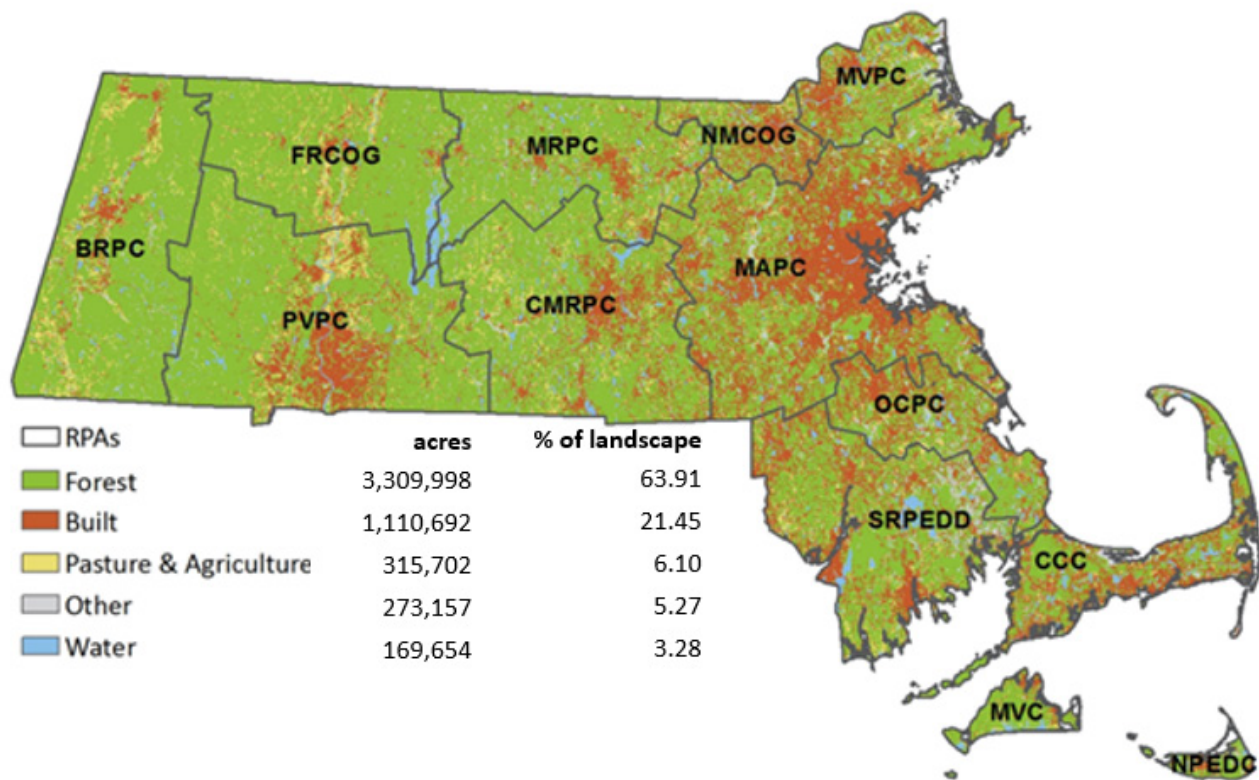 MVPC
NMCOG
MRPC
FRCOG
BRPC
MAPC
CMRPC
PVPC
OCPC
RPAs acres % of landscape
Forest 3,309,998 63.91
Built 1,110,692 21.45
Pasture & Agriculture 315,702 6.10
Other 273,157 5.27
Water 169,654 3.28
SRPEDD
CCC
MVC
NPEDC